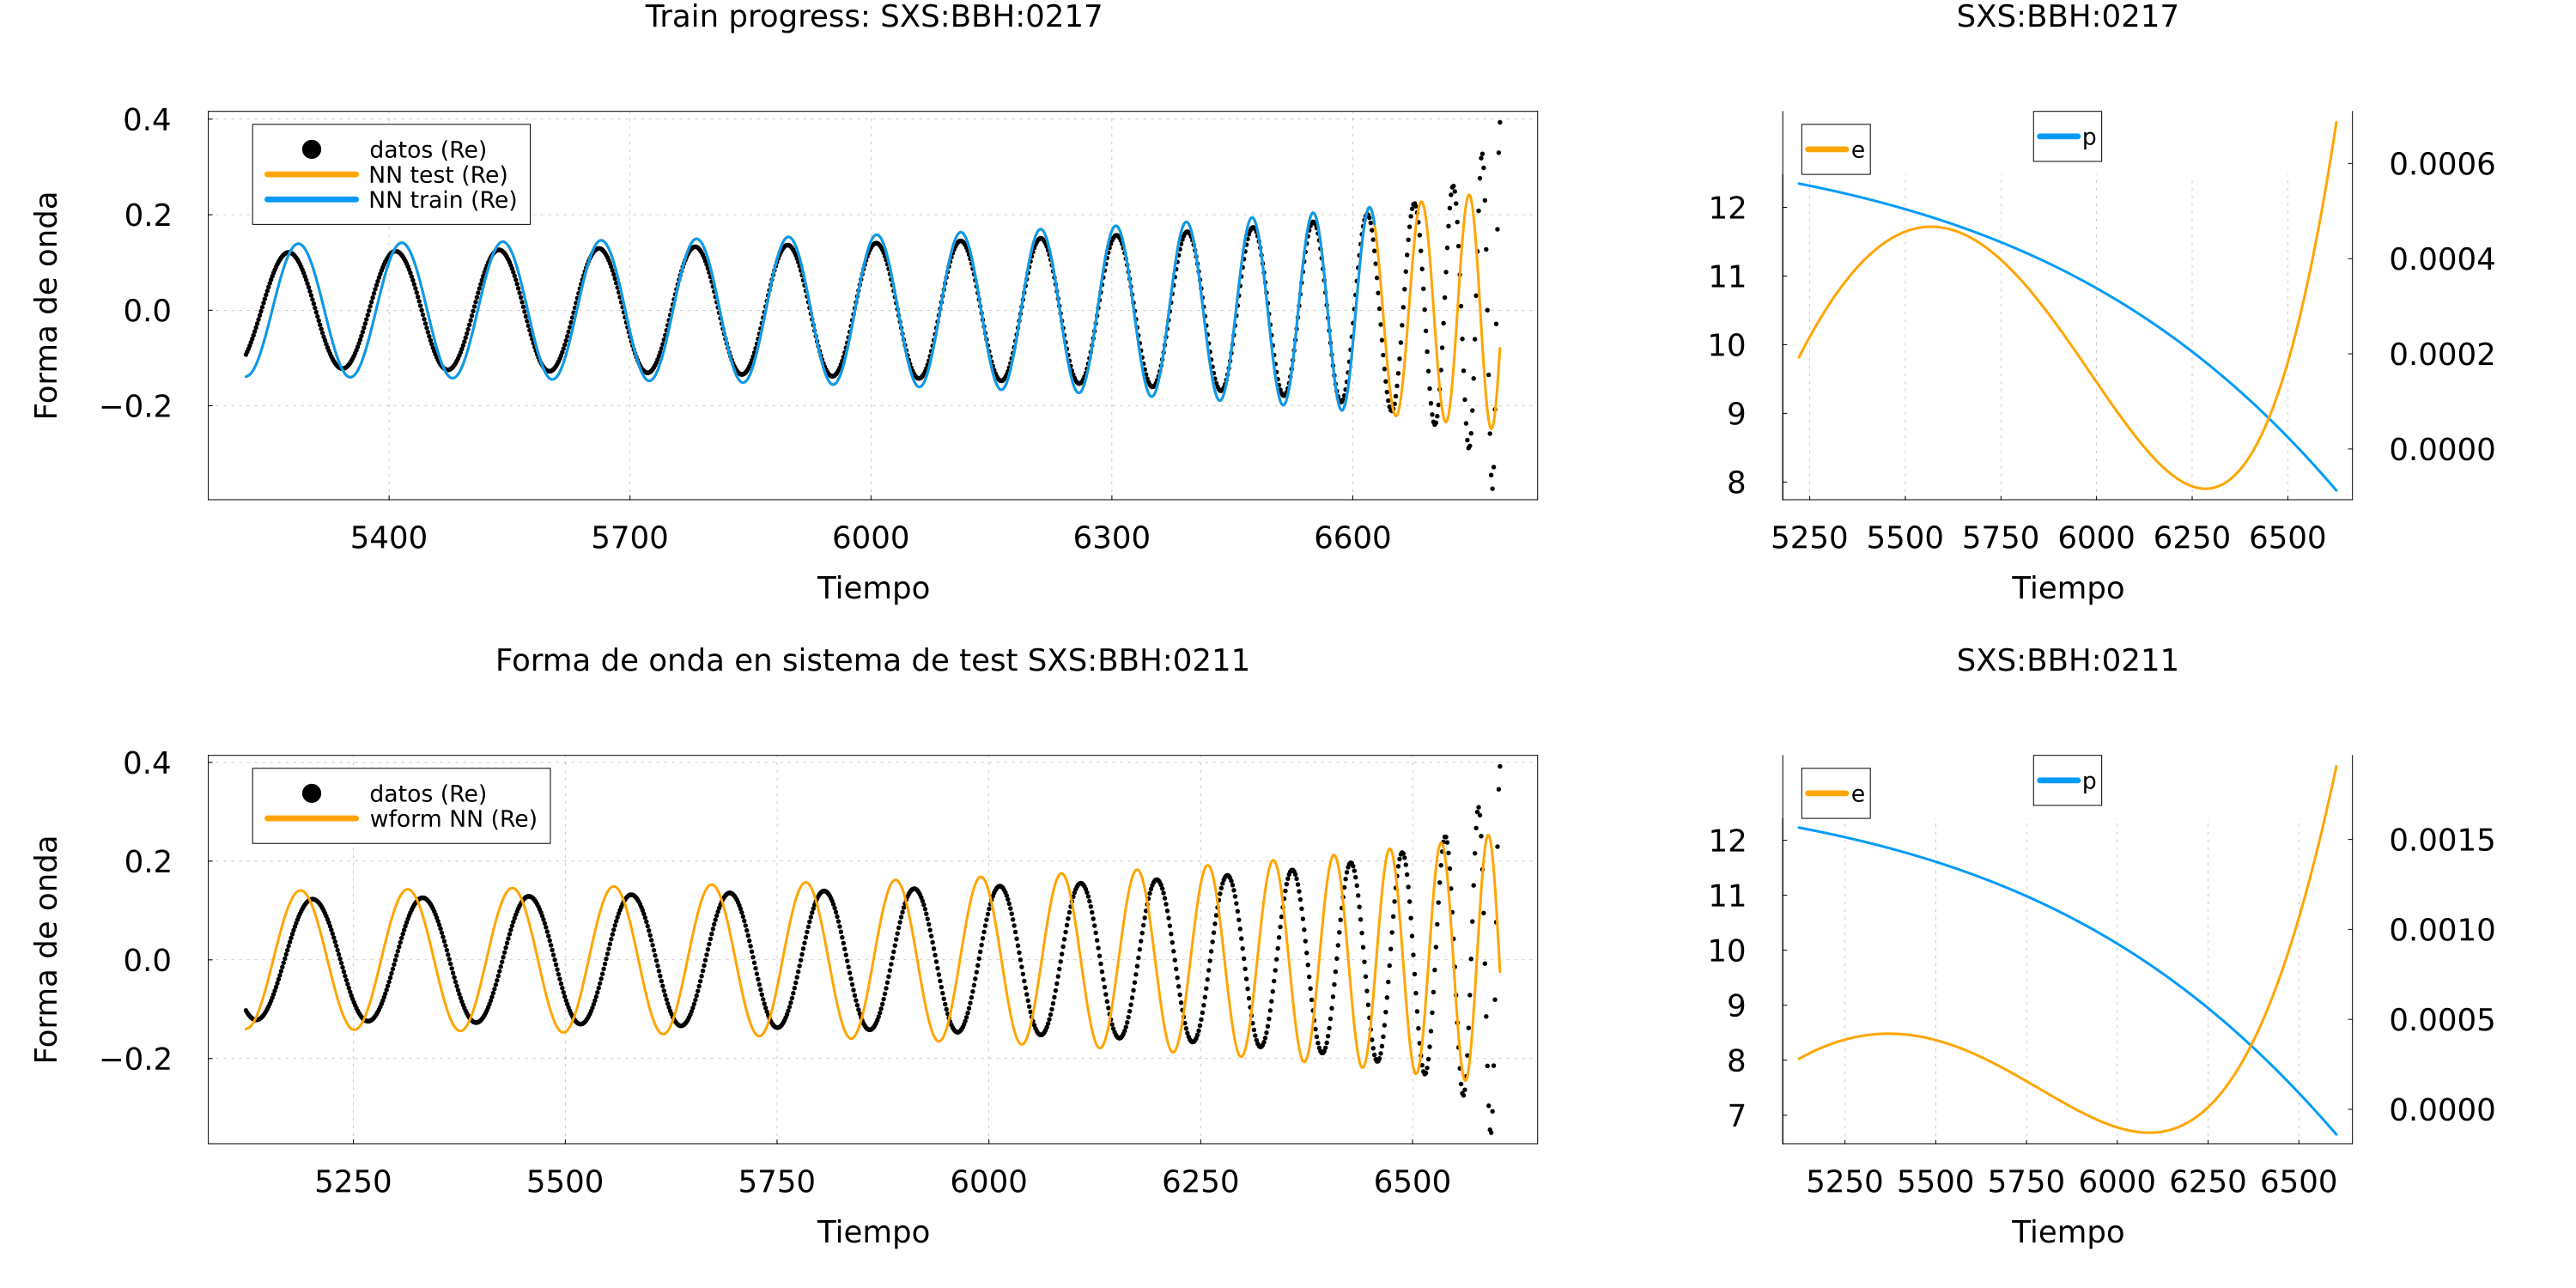 Train progress: SXS:BBH:0217
Forma de onda
0.4
0.2
0.0
−0.2
datos (Re)
NN test (Re)
NN train (Re)
5400 5700 6000 6300 6600
Tiempo
SXS:BBH:0217
e
p
12
11
10
9
8
0.0006
0.0004
0.0002
0.0000
5250 5500 5750 6000 6250 6500
Tiempo
Forma de onda en sistema de test SXS:BBH:0211
Forma de onda
0.4
0.2
0.0
−0.2
datos (Re)
wform NN (Re)
5250 5500 5750 6000 6250 6500
Tiempo
SXS:BBH:0211
e
p
12
11
10
9
8
7
0.0015
0.0010
0.0005
0.0000
5250 5500 5750 6000 6250 6500
Tiempo